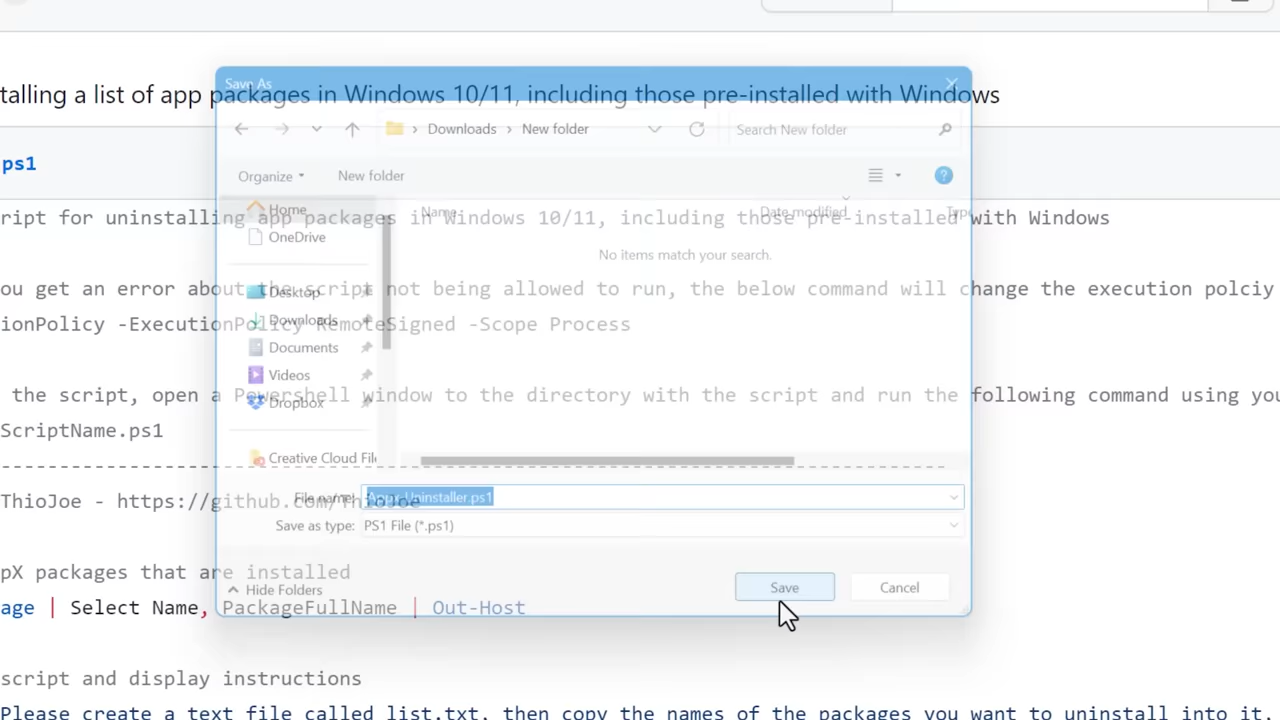 talling a list of app packages in Windows 10/11, including those pre-installed with Windows
Save As
Downloads > New folder
Search New folder
ps1
Organize
New folder
Home
Name
Date modified
Type
ript for uninstalling app packages in Windows 10/11, including those pre-installed with Windows
OneDrive
No items match your search.
Desktop
ou get an error about the script not being allowed to run, the below command will change the execution polciy
Downloads
ionPolicy -ExecutionPolicy RemoteSigned -Scope Process
Documents
Videos
the script, open a Powershell window to the directory with the script and run the following command using you
Dropbox
ScriptName.ps1
Creative Cloud File
--------------------------------------------------------------------------------
File name:
Appx-Uninstaller.ps1
ThioJoe - https://github.com/ThioJoe
Save as type:
PS1 File (*.ps1)
pX packages that are installed
Hide Folders
Save
Cancel
age | Select Name, PackageFullName | Out-Host
script and display instructions
Please create a text file called list.txt, then copy the names of the packages you want to uninstall into it.